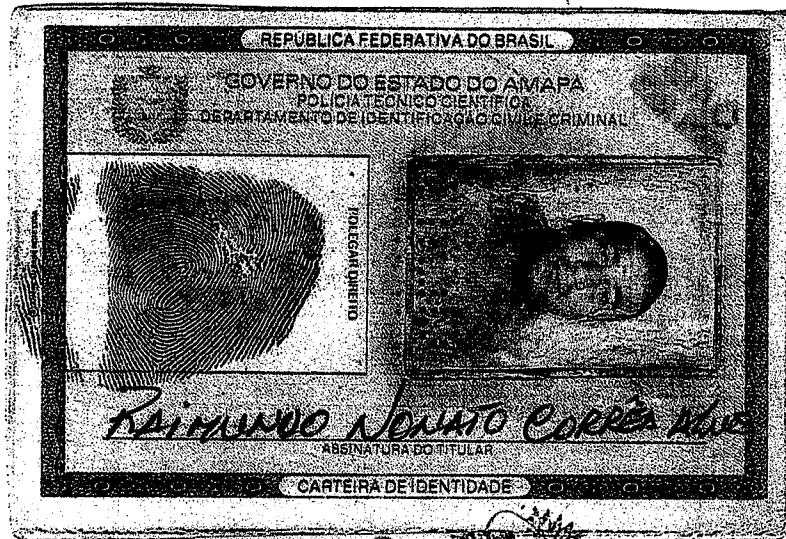 REPÚBLICA FEDERATIVA DO BRASIL
GOVERNO DO ESTADO DO AMAPÁ
POLÍCIA TÉCNICO CIENTÍFICA
DEPARTAMENTO DE IDENTIFICAÇÃO CIVIL E CRIMINAL
POLEGAR DIREITO
RAIMUNDO NONATO CORRÊA
ASSINATURA DO TITULAR
CARTEIRA DE IDENTIDADE